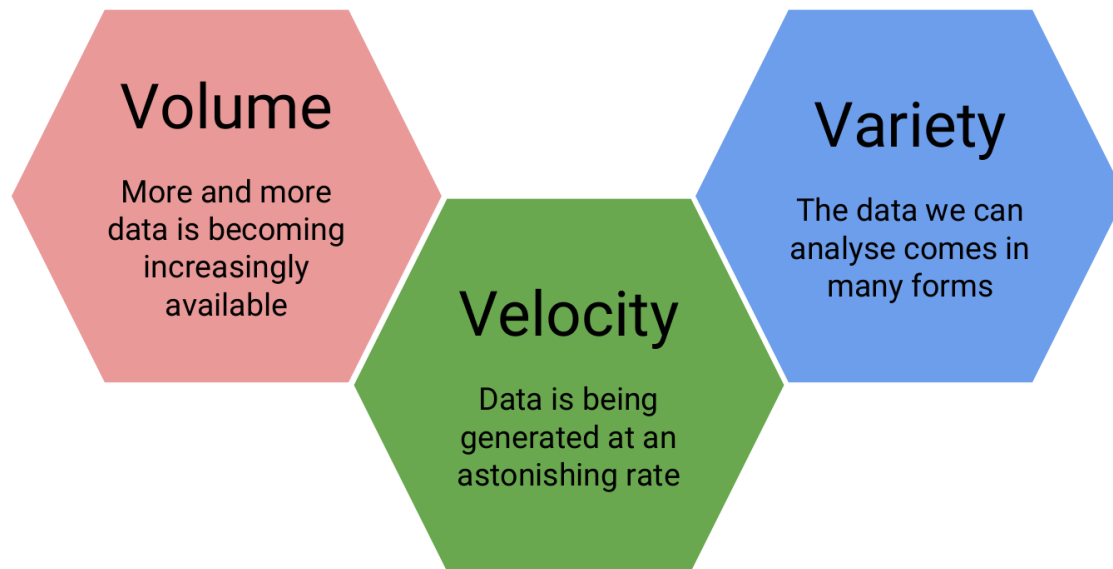 Volume
More and more
data is becoming
increasingly
available
Velocity
Data is being
generated at an
astonishing rate
Variety
The data we can
analyse comes in
many forms